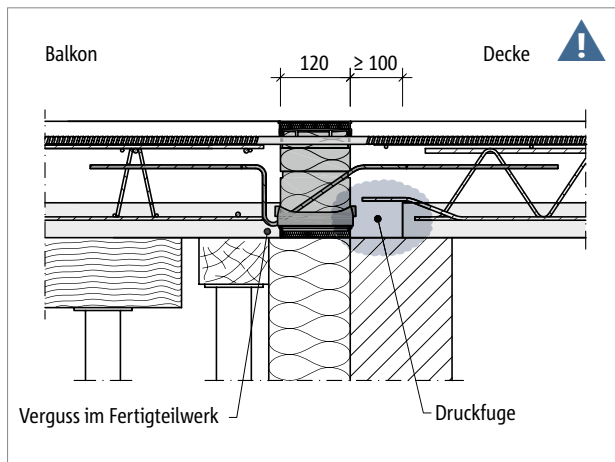 Balkon
120
≥ 100
Decke
!
Verguss im Fertigteilwerk
Druckfuge